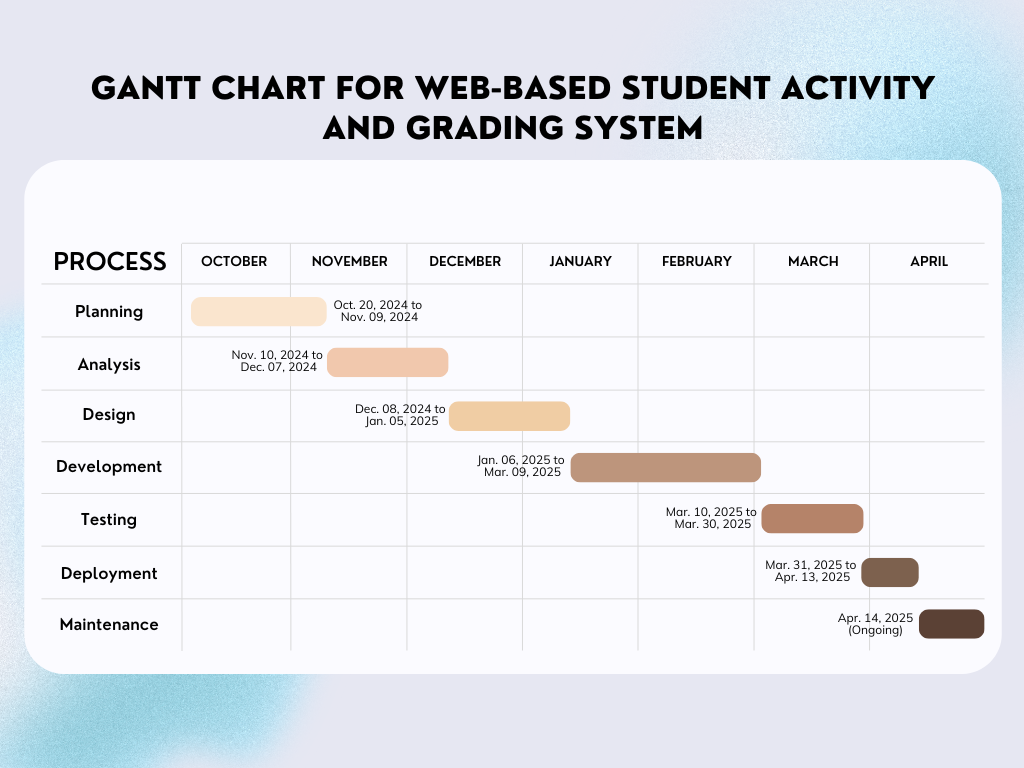 GANTT CHART FOR WEB-BASED STUDENT ACTIVITY
AND GRADING SYSTEM
PROCESS OCTOBER NOVEMBER DECEMBER JANUARY FEBRUARY MARCH APRIL
Planning
Oct. 20, 2024 to
Nov. 09, 2024
Analysis
Nov. 10, 2024 to
Dec. 07, 2024
Design
Dec. 08, 2024 to
Jan. 05, 2025
Development
Jan. 06, 2025 to
Mar. 09, 2025
Testing
Mar. 10, 2025 to
Mar. 30, 2025
Deployment
Mar. 31, 2025 to
Apr. 13, 2025
Maintenance
Apr. 14, 2025
(Ongoing)